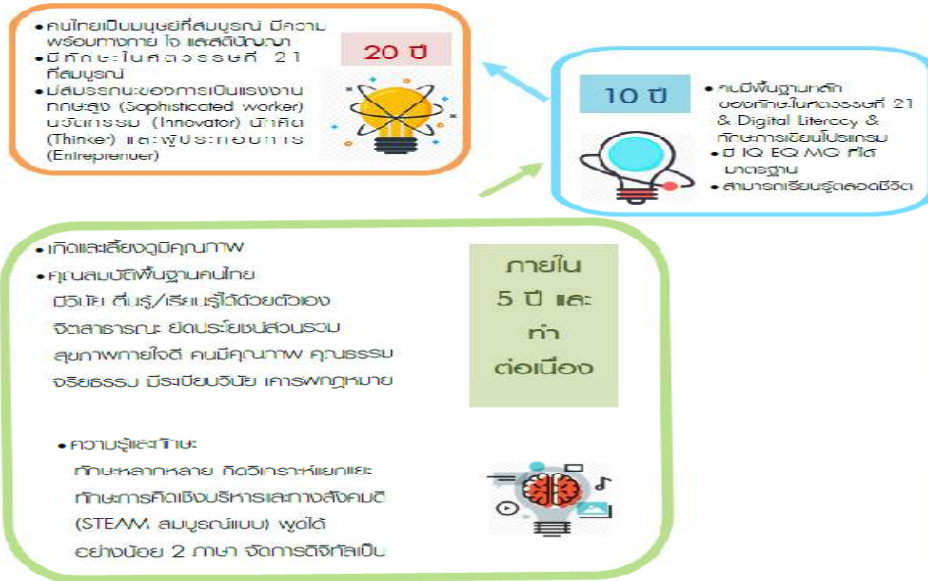 •คนไทยเป็นมนุษย์ที่สมบูรณ์ มีความ
พร้อมทางกาย ใจ และสติปัญญา
•มีทักษะในศตวรรษที่ 21
ที่สมบูรณ์
•มีสมรรถนะของการเป็นแรงงาน
ทักษะสูง (Sophisticated worker)
นวัตกรรม (Innovator) นักคิด
(Thinker) และผู้ประกอบการ
(Entreprenuer)
20 ปี
10 ปี
•คนมีพื้นฐานหลัก
ของทักษะในศตวรรษที่ 21
& Digital Literacy &
ทักษะการเขียนโปรแกรม
•มี IQ EQ MQ ที่ได้
มาตรฐาน
•สามารถเรียนรู้ตลอดชีวิต
•เกิดและเลี้ยงดูมีคุณภาพ
•คุณสมบัติพื้นฐานคนไทย
มีวินัย ตื่นรู้/เรียนรู้ได้ด้วยตัวเอง
จิตสาธารณะ ยึดประโยชน์ส่วนรวม
สุขภาพกายใจดี คนมีคุณภาพ คุณธรรม
จริยธรรม มีระเบียบวินัย เคารพกฎหมาย
•ความรู้และทักษะ
ทักษะหลากหลาย คิดวิเคราะห์แยกแยะ
ทักษะการคิดเชิงบริหารและทางสังคมดี
(STEAM สมบูรณ์แบบ) พูดได้
อย่างน้อย 2 ภาษา จัดการดิจิทัลเป็น
ภายใน
5 ปี และ
ทำ
ต่อเนื่อง